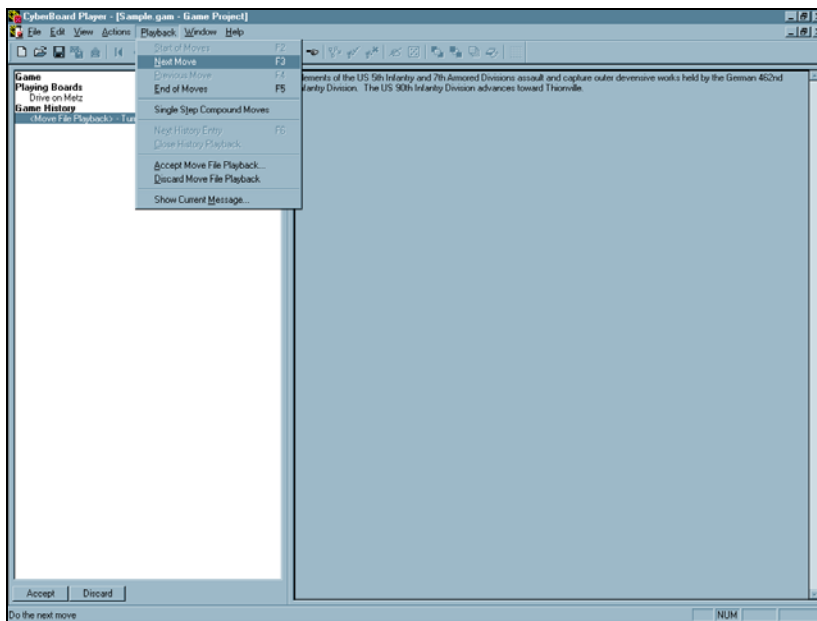 CyberBoard Player - [Sample.gam - Game Project]
File Edit View Actions Playback Window Help
Start of Moves F2
Next Move F3
Previous Move F4
End of Moves F5
Single Step Compound Moves
Next History Entry F6
Close History Playback
Accept Move File Playback...
Discard Move File Playback
Show Current Message...
Game
Playing Boards
Drive on Metz
Game History
<Move File Playback> - Tur
lements of the US 5th Infantry and 7th Armored Divisions assault and capture outer devensive works held by the German 462nd
nfantry Division. The US 90th Infantry Division advances toward Thionville.
Accept Discard
Do the next move NUM